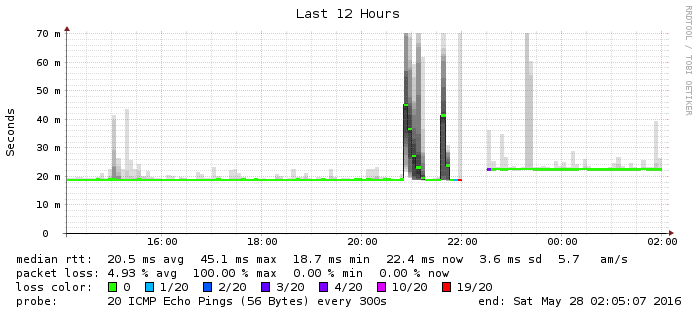 Last 12 Hours
RRDTOOL / TOBI OETIKER
Seconds
70 m
60 m
50 m
40 m
30 m
20 m
10 m
0
16:00 18:00 20:00 22:00 00:00 02:00
median rtt: 20.5 ms avg 45.1 ms max 18.7 ms min 22.4 ms now 3.6 ms sd 5.7 am/s
packet loss: 4.93 % avg 100.00 % max 0.00 % min 0.00 % now
loss color: 0 1/20 2/20 3/20 4/20 10/20 19/20
probe: 20 ICMP Echo Pings (56 Bytes) every 300s end: Sat May 28 02:05:07 2016